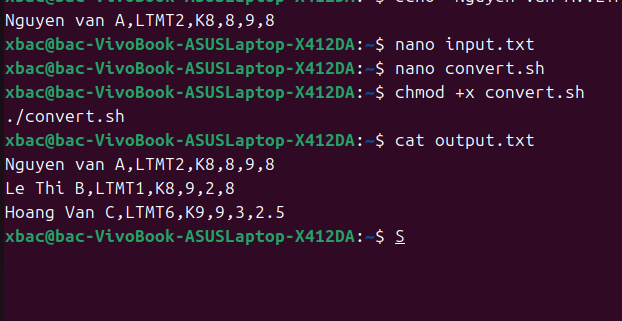 Nguyen van A,LTMT2,K8,8,9,8
xbac@bac-VivoBook-ASUSLaptop-X412DA:~$ nano input.txt
xbac@bac-VivoBook-ASUSLaptop-X412DA:~$ nano convert.sh
xbac@bac-VivoBook-ASUSLaptop-X412DA:~$ chmod +x convert.sh
./convert.sh
xbac@bac-VivoBook-ASUSLaptop-X412DA:~$ cat output.txt
Nguyen van A,LTMT2,K8,8,9,8
Le Thi B,LTMT1,K8,9,2,8
Hoang Van C,LTMT6,K9,9,3,2.5
xbac@bac-VivoBook-ASUSLaptop-X412DA:~$ S